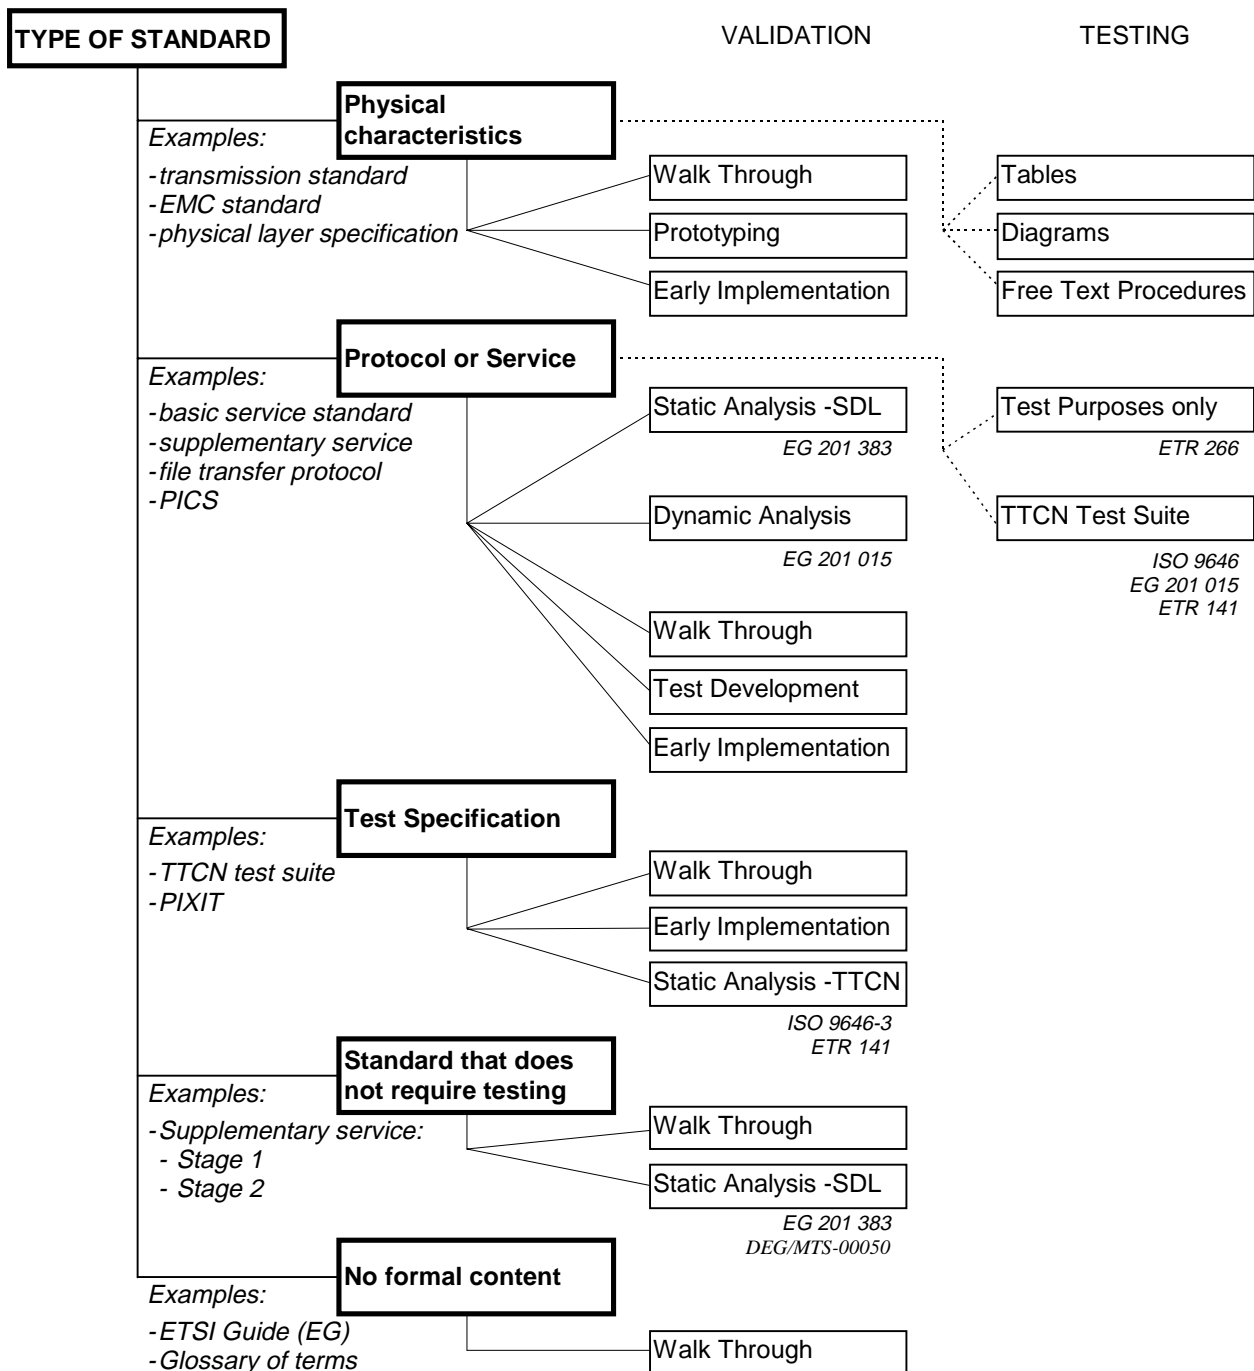 TYPE OF STANDARD
VALIDATION
TESTING
Physical
characteristics
Examples:
-transmission standard
-EMC standard
-physical layer specification
Walk Through
Prototyping
Early Implementation
Tables
Diagrams
Free Text Procedures
Protocol or Service
Examples:
-basic service standard
-supplementary service
-file transfer protocol
-PICS
Static Analysis -SDL
EG 201 383
Dynamic Analysis
EG 201 015
Walk Through
Test Development
Early Implementation
Test Purposes only
ETR 266
TTCN Test Suite
ISO 9646
EG 201 015
ETR 141
Test Specification
Examples:
-TTCN test suite
-PIXIT
Walk Through
Early Implementation
Static Analysis -TTCN
ISO 9646-3
ETR 141
Standard that does
not require testing
Examples:
-Supplementary service:
- Stage 1
- Stage 2
Walk Through
Static Analysis -SDL
EG 201 383
DEG/MTS-00050
No formal content
Examples:
-ETSI Guide (EG)
-Glossary of terms
Walk Through